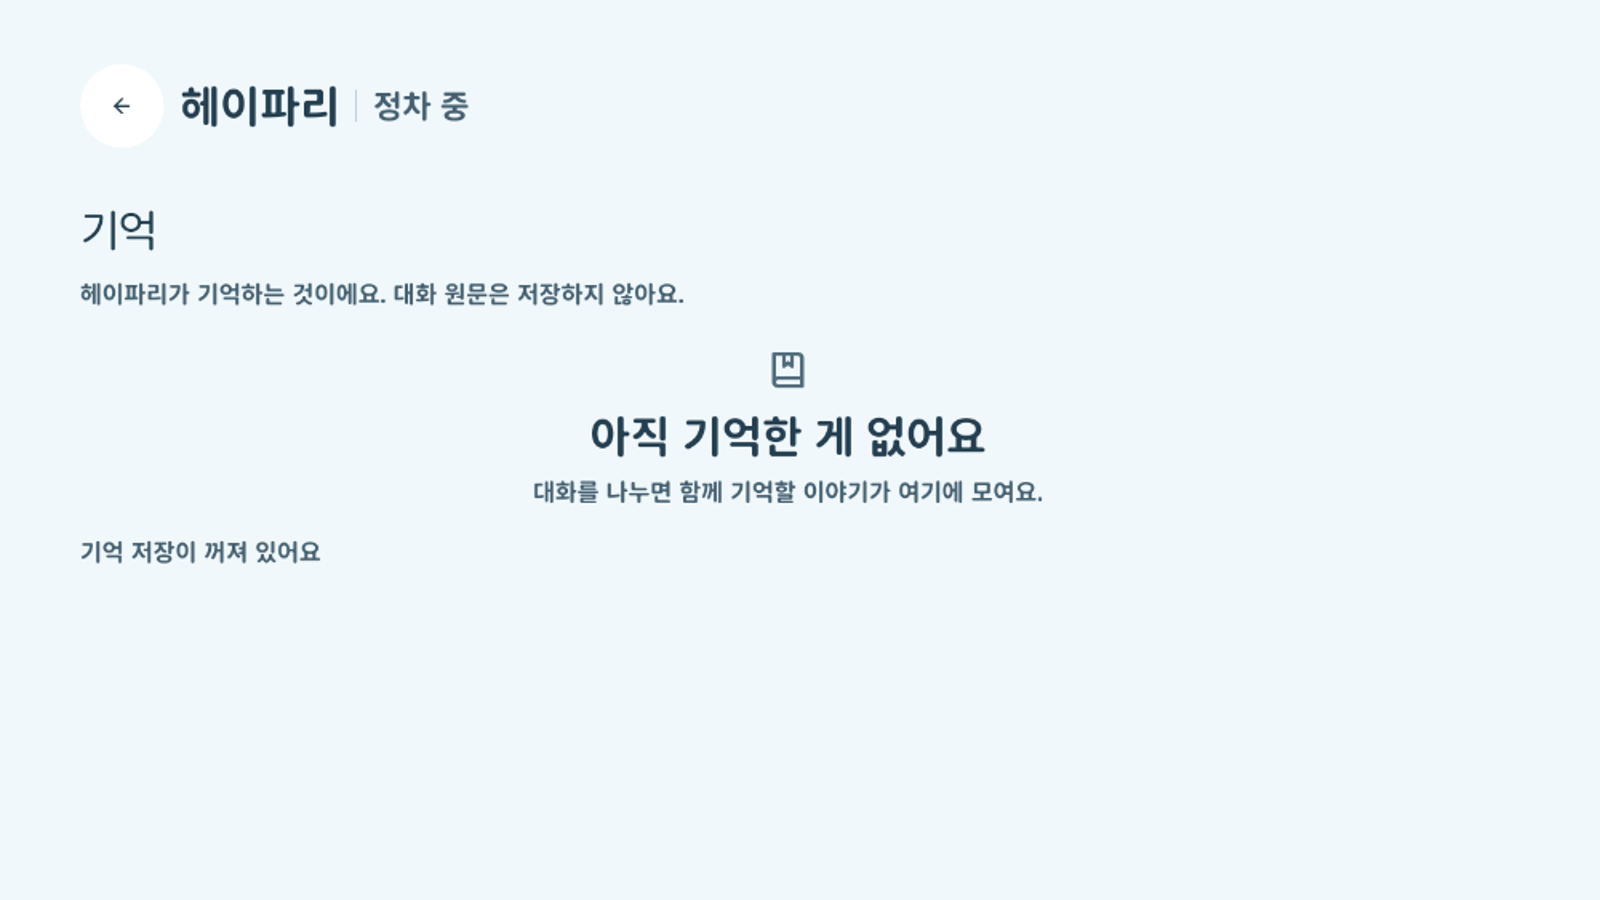 헤이파리 정차 중
기억
헤이파리가 기억하는 것이에요. 대화 원문은 저장하지 않아요.
아직 기억한 게 없어요
대화를 나누면 함께 기억할 이야기가 여기에 모여요.
기억 저장이 꺼져 있어요